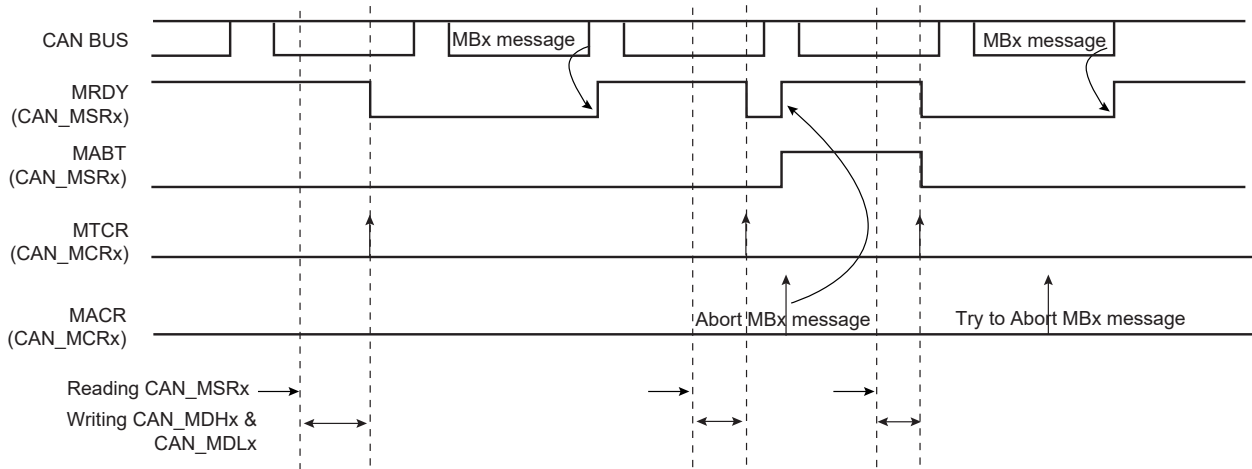 CAN BUS
MBx message
MBx message
MRDY
(CAN_MSRx)
MABT
(CAN_MSRx)
MTCR
(CAN_MCRx)
MACR
(CAN_MCRx)
Abort MBx message
Try to Abort MBx message
Reading CAN_MSRx
Writing CAN_MDHx &
CAN_MDLx